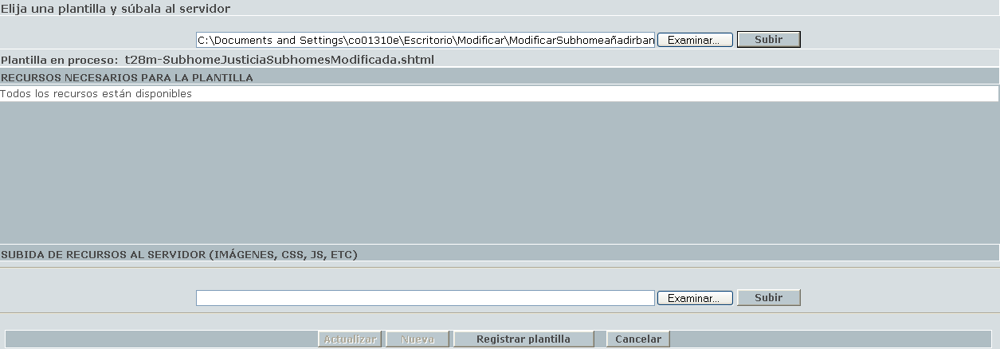 Elija una plantilla y súbala al servidor
C:\Documents and Settings\co01310e\Escritorio\Modificar\ModificarSubhomeañadirban Examinar... Subir
Plantilla en proceso: t28m-SubhomeJusticiaSubhomesModificada.shtml
RECURSOS NECESARIOS PARA LA PLANTILLA
Todos los recursos están disponibles
SUBIDA DE RECURSOS AL SERVIDOR (IMÁGENES, CSS, JS, ETC)
Examinar... Subir
Actualizar Nueva Registrar plantilla Cancelar